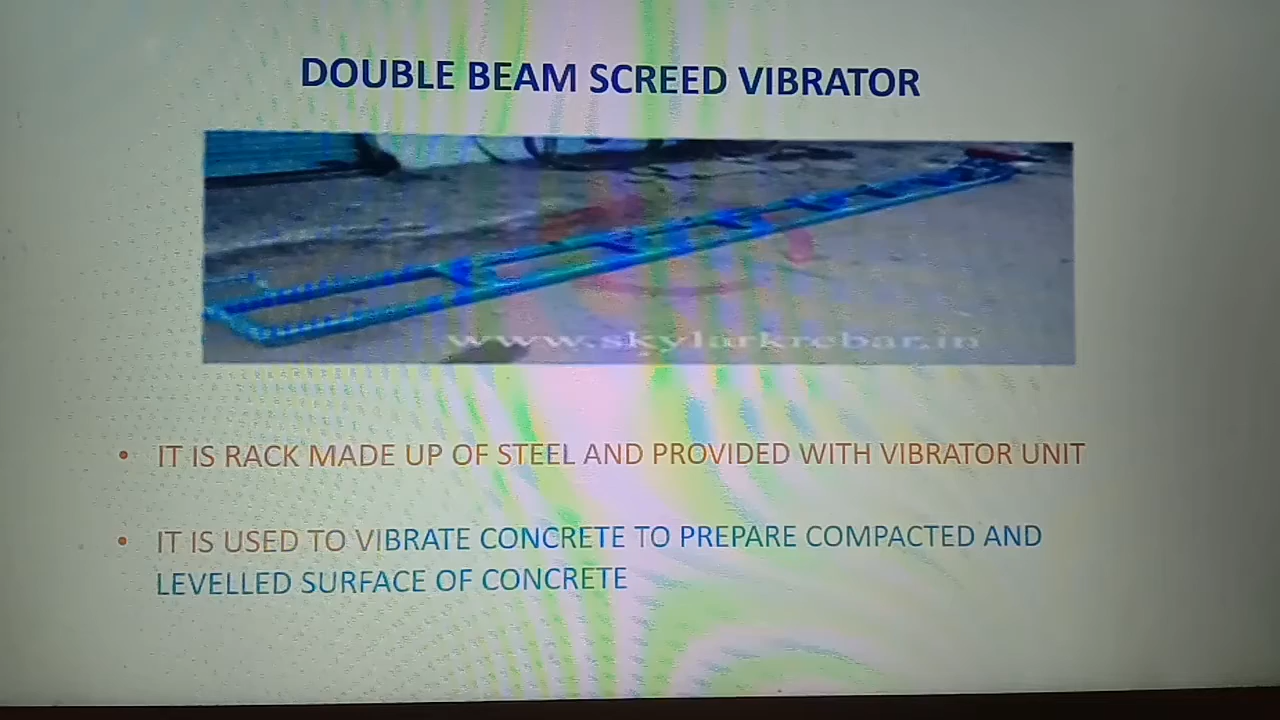 DOUBLE BEAM SCREED VIBRATOR
www.skylarkrebar.in
• IT IS RACK MADE UP OF STEEL AND PROVIDED WITH VIBRATOR UNIT
• IT IS USED TO VIBRATE CONCRETE TO PREPARE COMPACTED AND
LEVELLED SURFACE OF CONCRETE